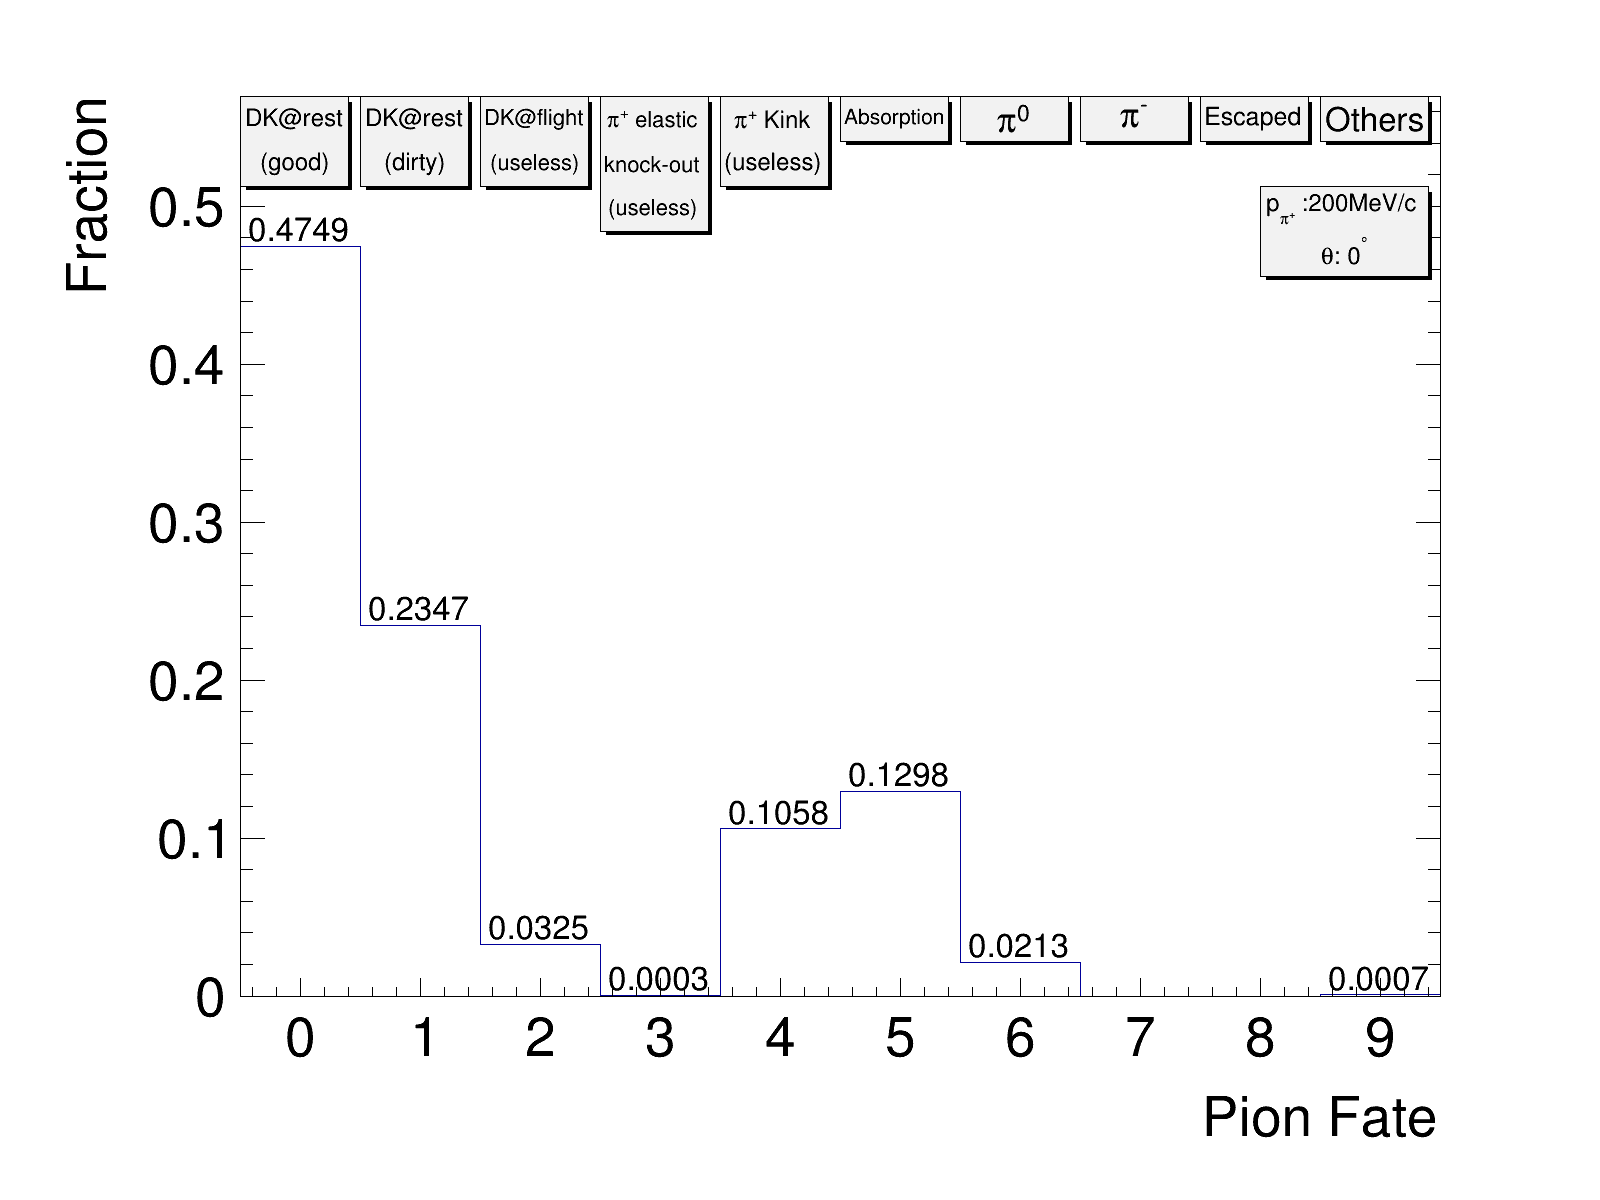 Fraction
DK@rest
(good)
DK@rest
(dirty)
DK@flight
(useless)
π⁺ elastic
knock-out
(useless)
π⁺ Kink
(useless)
Absorption
π⁰
π⁻
Escaped
Others
p_π⁺ :200MeV/c
θ: 0°
0.5
0.4
0.3
0.2
0.1
0
0.4749
0.2347
0.0325
0.0003
0.1058
0.1298
0.0213
0.0007
0 1 2 3 4 5 6 7 8 9
Pion Fate